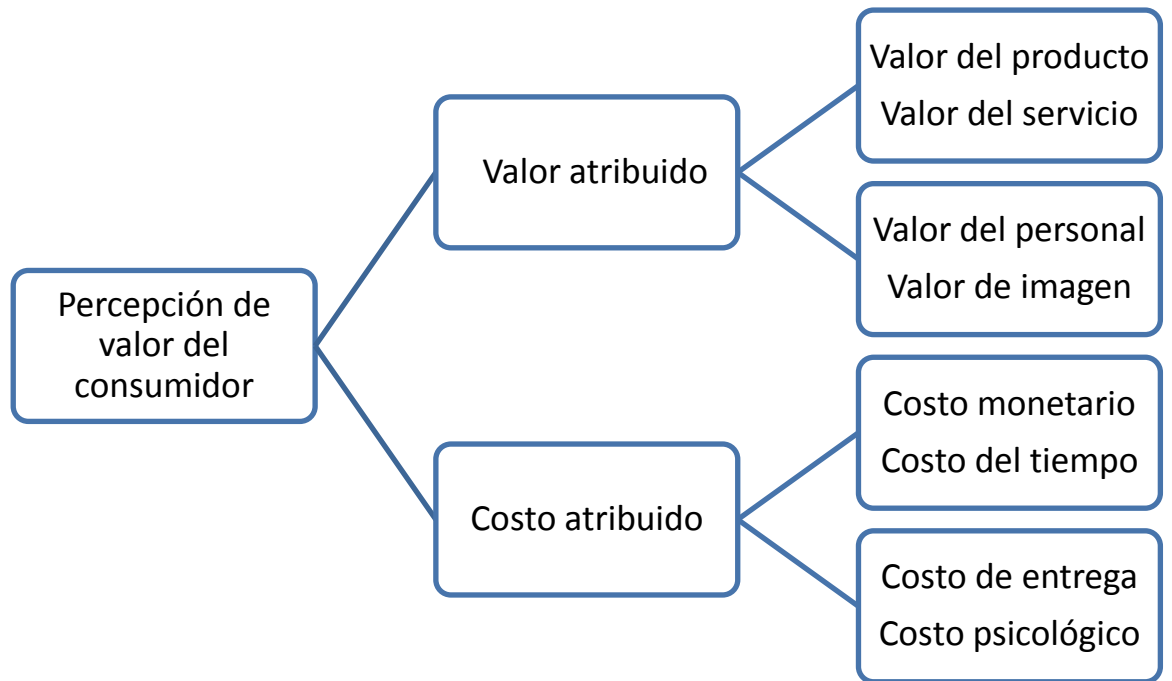 Percepción de
valor del
consumidor
Valor atribuido
Valor del producto
Valor del servicio
Valor del personal
Valor de imagen
Costo atribuido
Costo monetario
Costo del tiempo
Costo de entrega
Costo psicológico